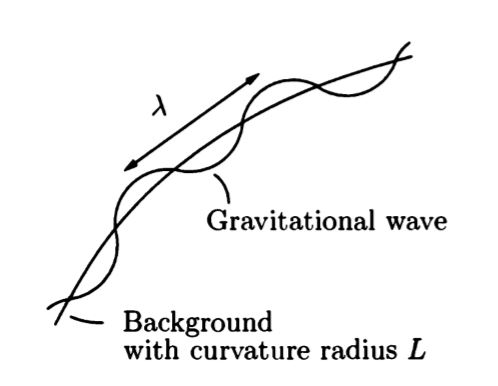 λ
Gravitational wave
Background
with curvature radius L